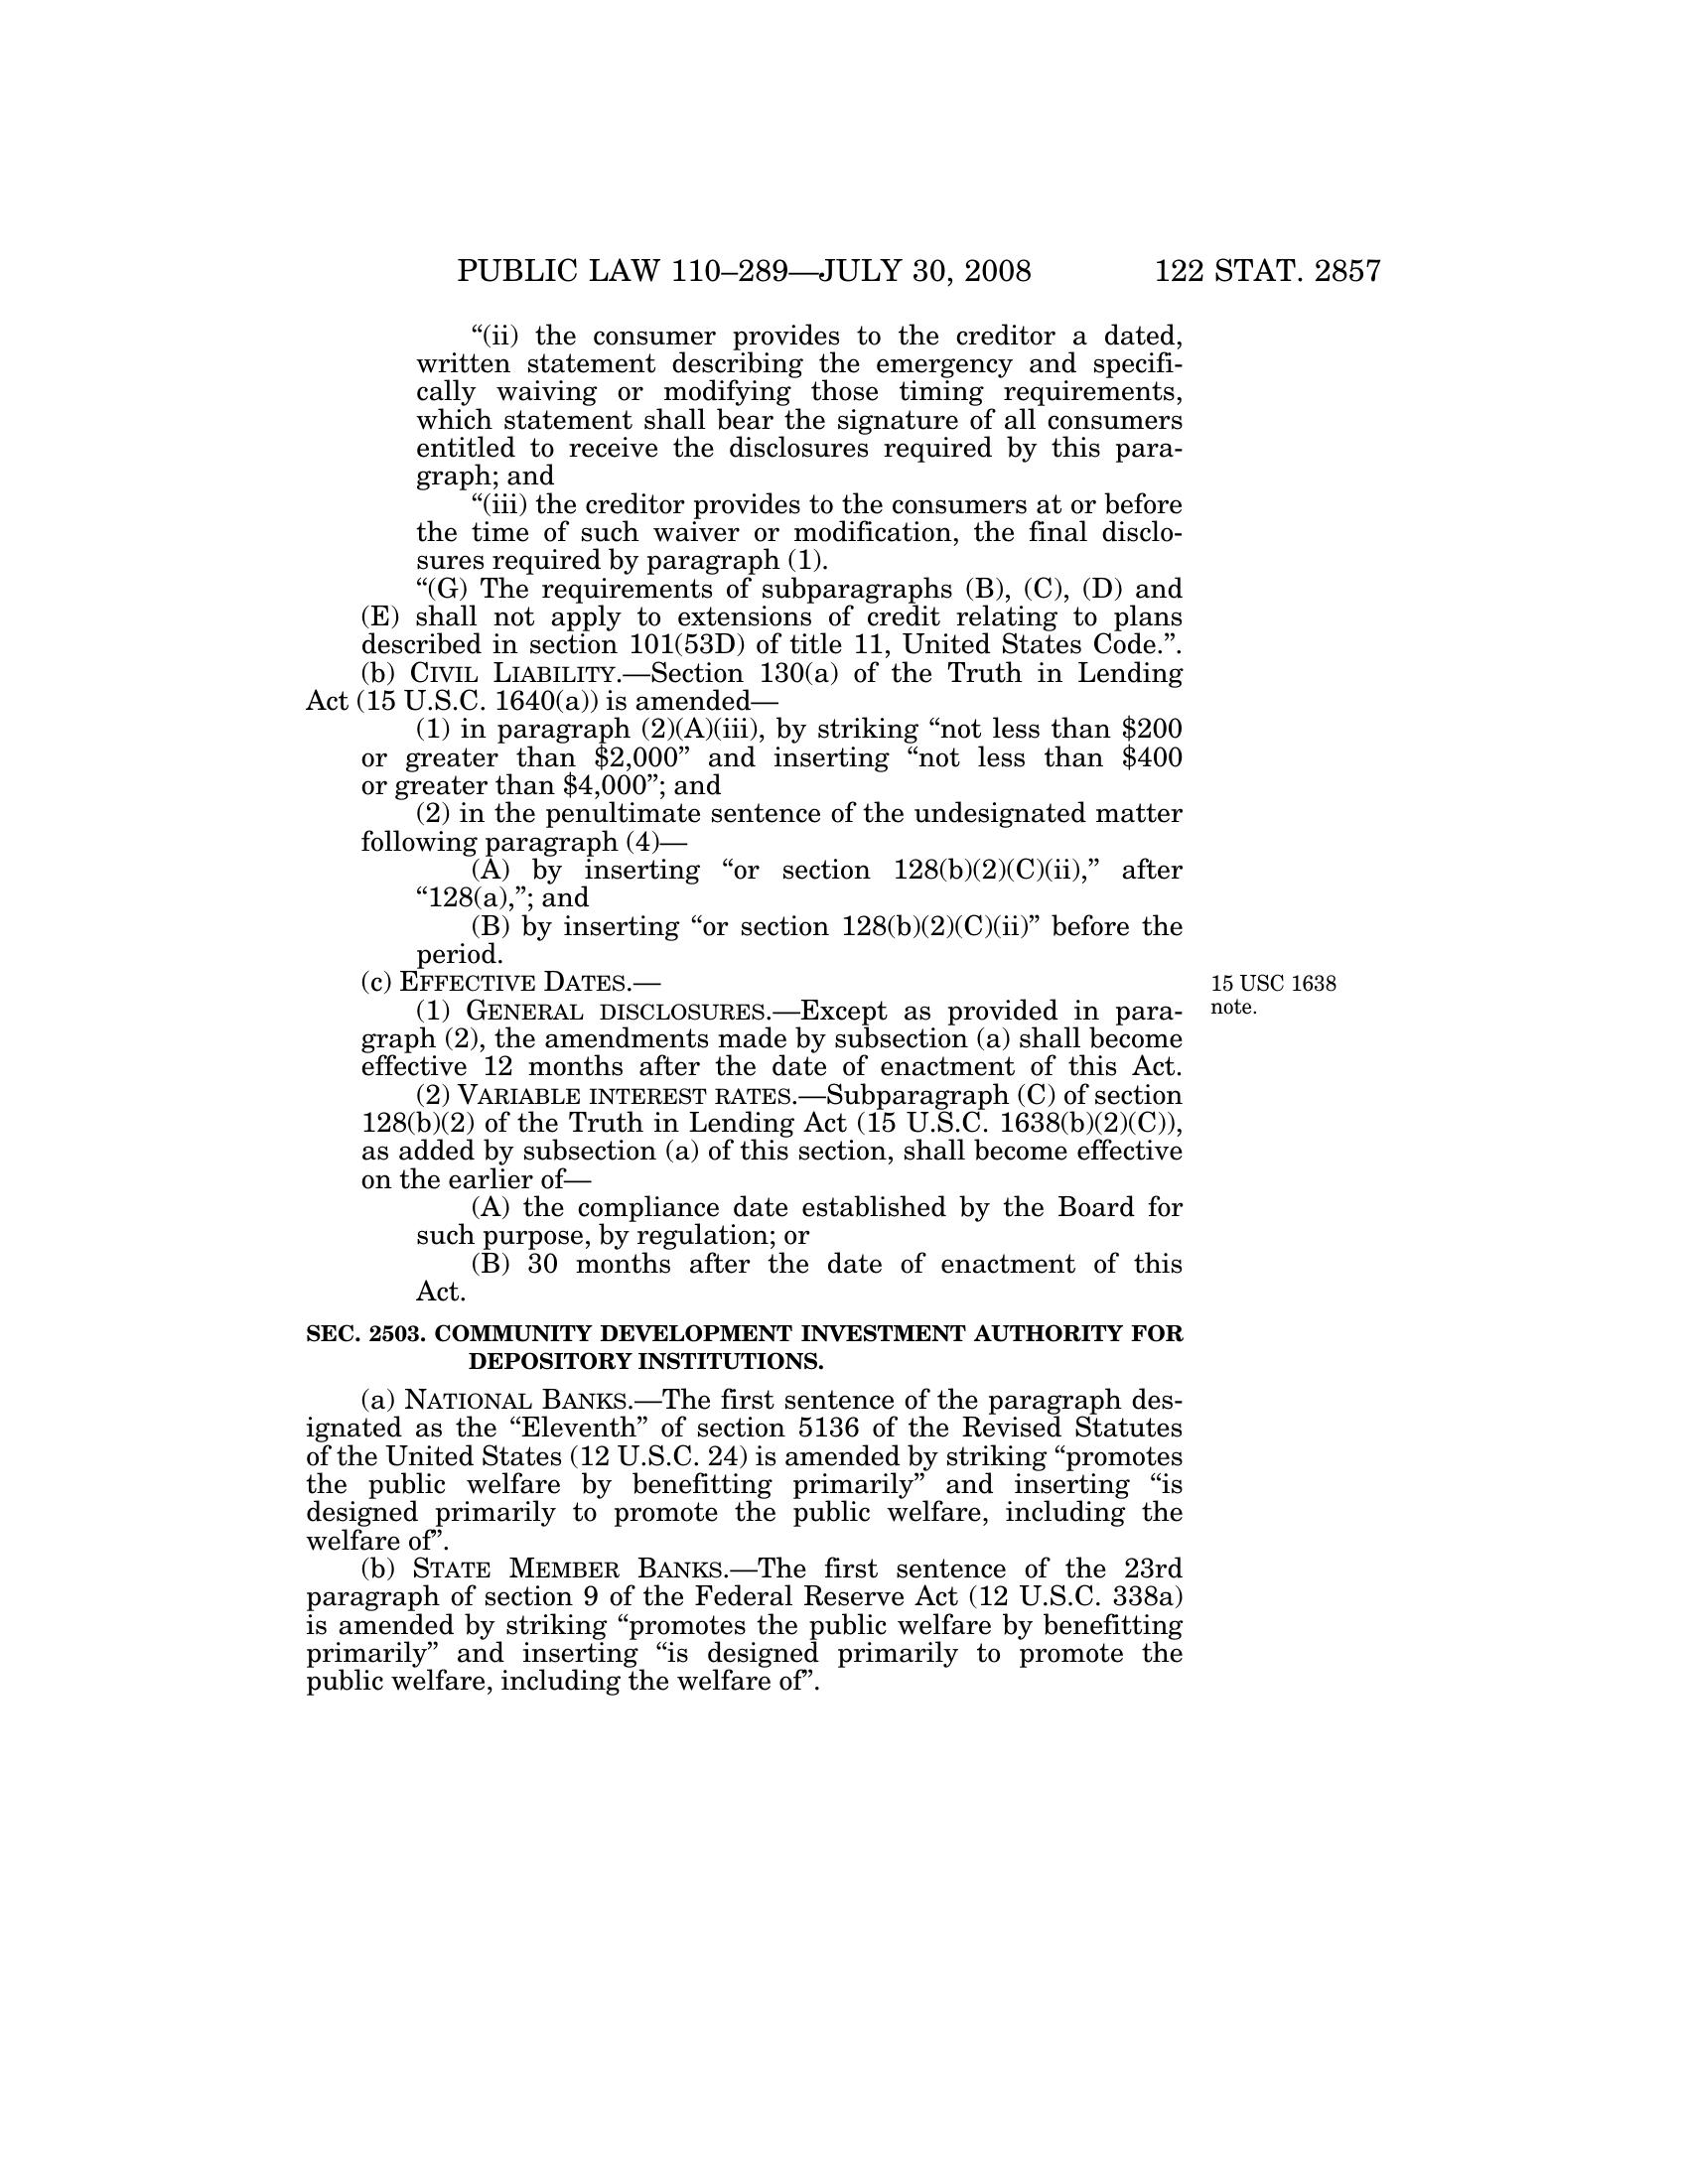 PUBLIC LAW 110–289—JULY 30, 2008 122 STAT. 2857
“(ii) the consumer provides to the creditor a dated,
written statement describing the emergency and specifi-
cally waiving or modifying those timing requirements,
which statement shall bear the signature of all consumers
entitled to receive the disclosures required by this para-
graph; and
“(iii) the creditor provides to the consumers at or before
the time of such waiver or modification, the final disclo-
sures required by paragraph (1).
“(G) The requirements of subparagraphs (B), (C), (D) and
(E) shall not apply to extensions of credit relating to plans
described in section 101(53D) of title 11, United States Code.”.
(b) CIVIL LIABILITY.—Section 130(a) of the Truth in Lending
Act (15 U.S.C. 1640(a)) is amended—
(1) in paragraph (2)(A)(iii), by striking “not less than $200
or greater than $2,000” and inserting “not less than $400
or greater than $4,000”; and
(2) in the penultimate sentence of the undesignated matter
following paragraph (4)—
(A) by inserting “or section 128(b)(2)(C)(ii),” after
“128(a),”; and
(B) by inserting “or section 128(b)(2)(C)(ii)” before the
period.
(c) EFFECTIVE DATES.—
(1) GENERAL DISCLOSURES.—Except as provided in para-
graph (2), the amendments made by subsection (a) shall become
effective 12 months after the date of enactment of this Act.
(2) VARIABLE INTEREST RATES.—Subparagraph (C) of section
128(b)(2) of the Truth in Lending Act (15 U.S.C. 1638(b)(2)(C)),
as added by subsection (a) of this section, shall become effective
on the earlier of—
(A) the compliance date established by the Board for
such purpose, by regulation; or
(B) 30 months after the date of enactment of this
Act.
SEC. 2503. COMMUNITY DEVELOPMENT INVESTMENT AUTHORITY FOR
DEPOSITORY INSTITUTIONS.
(a) NATIONAL BANKS.—The first sentence of the paragraph des-
ignated as the “Eleventh” of section 5136 of the Revised Statutes
of the United States (12 U.S.C. 24) is amended by striking “promotes
the public welfare by benefitting primarily” and inserting “is
designed primarily to promote the public welfare, including the
welfare of”.
(b) STATE MEMBER BANKS.—The first sentence of the 23rd
paragraph of section 9 of the Federal Reserve Act (12 U.S.C. 338a)
is amended by striking “promotes the public welfare by benefitting
primarily” and inserting “is designed primarily to promote the
public welfare, including the welfare of”.
15 USC 1638
note.